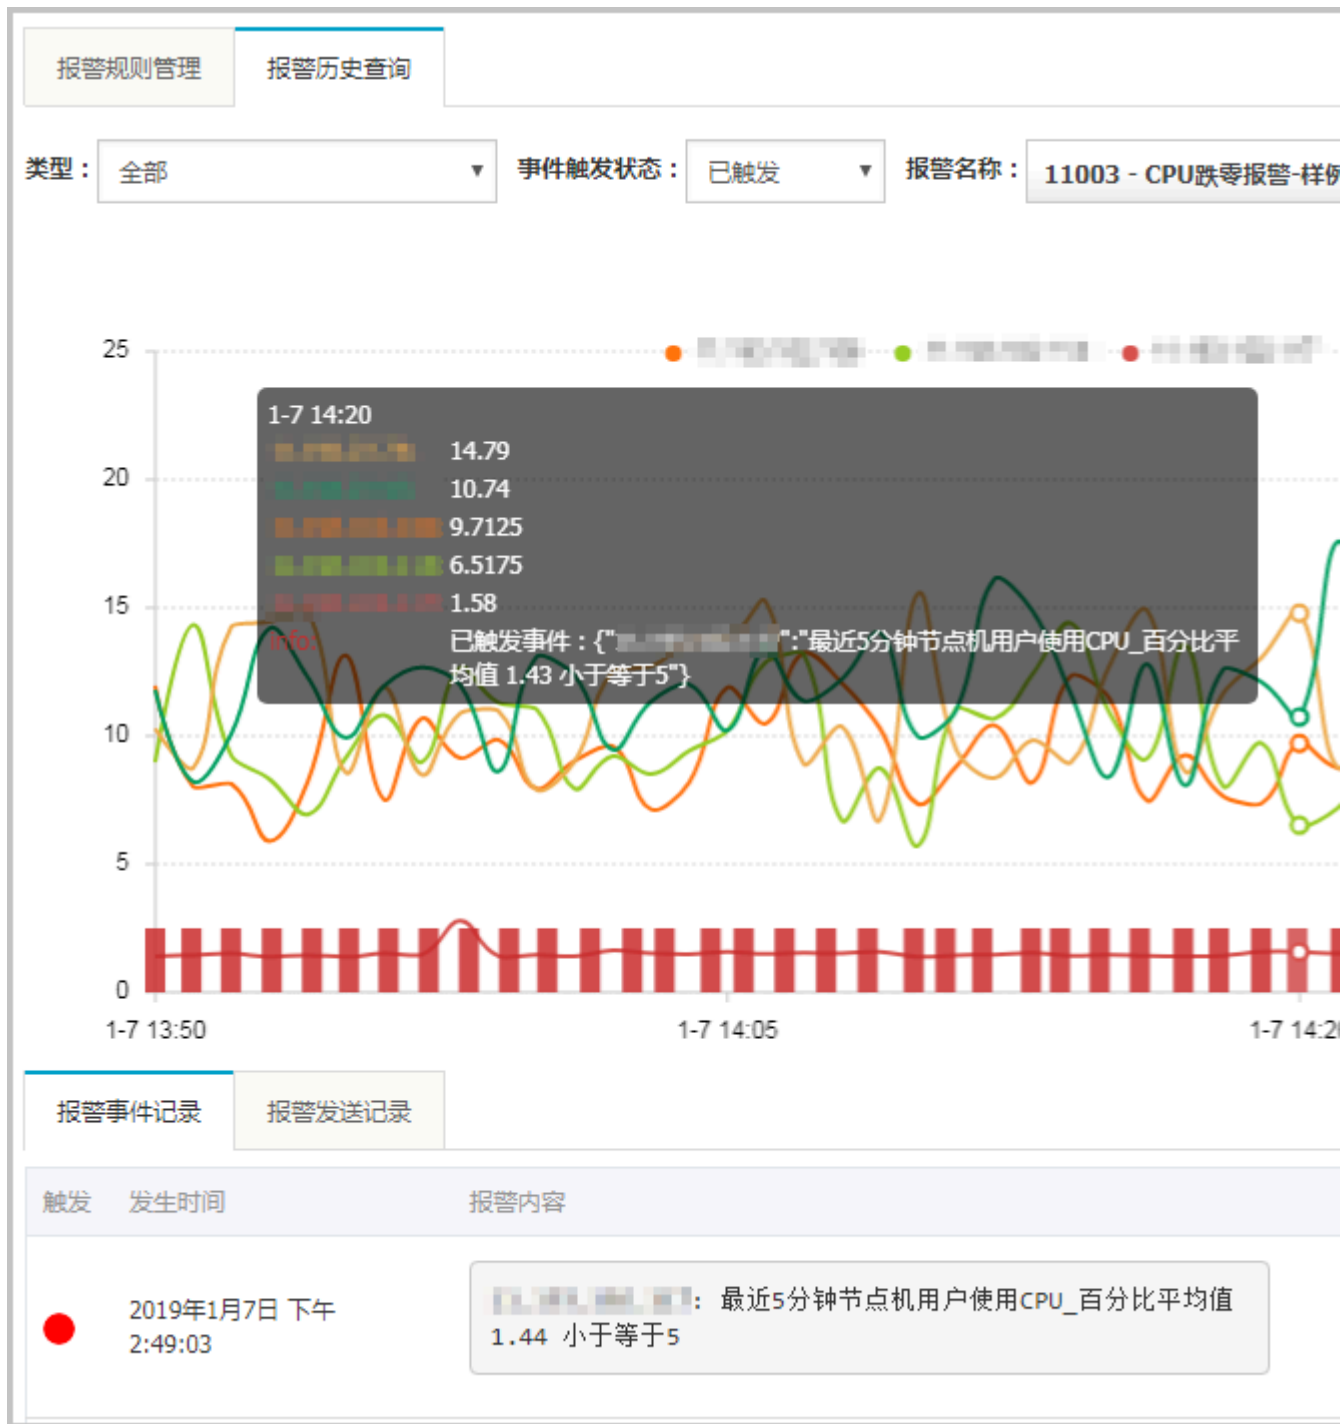 报警规则管理 报警历史查询
类型： 全部 事件触发状态： 已触发 报警名称： 11003 - CPU跌零报警-样例
25
1-7 14:20
14.79
20
10.74
9.7125
6.5175
15
1.58
info: 已触发事件：{" ":"最近5分钟节点机用户使用CPU_百分比平
均值 1.43 小于等于5"}
10
5
0
1-7 13:50 1-7 14:05 1-7 14:20
报警事件记录 报警发送记录
触发 发生时间 报警内容
2019年1月7日 下午
2:49:03
: 最近5分钟节点机用户使用CPU_百分比平均值
1.44 小于等于5